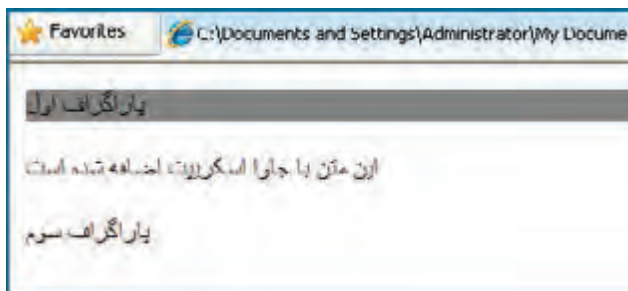 Favorites C:\Documents and Settings\Administrator\My Docume
پاراگراف اول
این متن با جاوا اسکریپت اضافه شده است
پاراگراف سوم